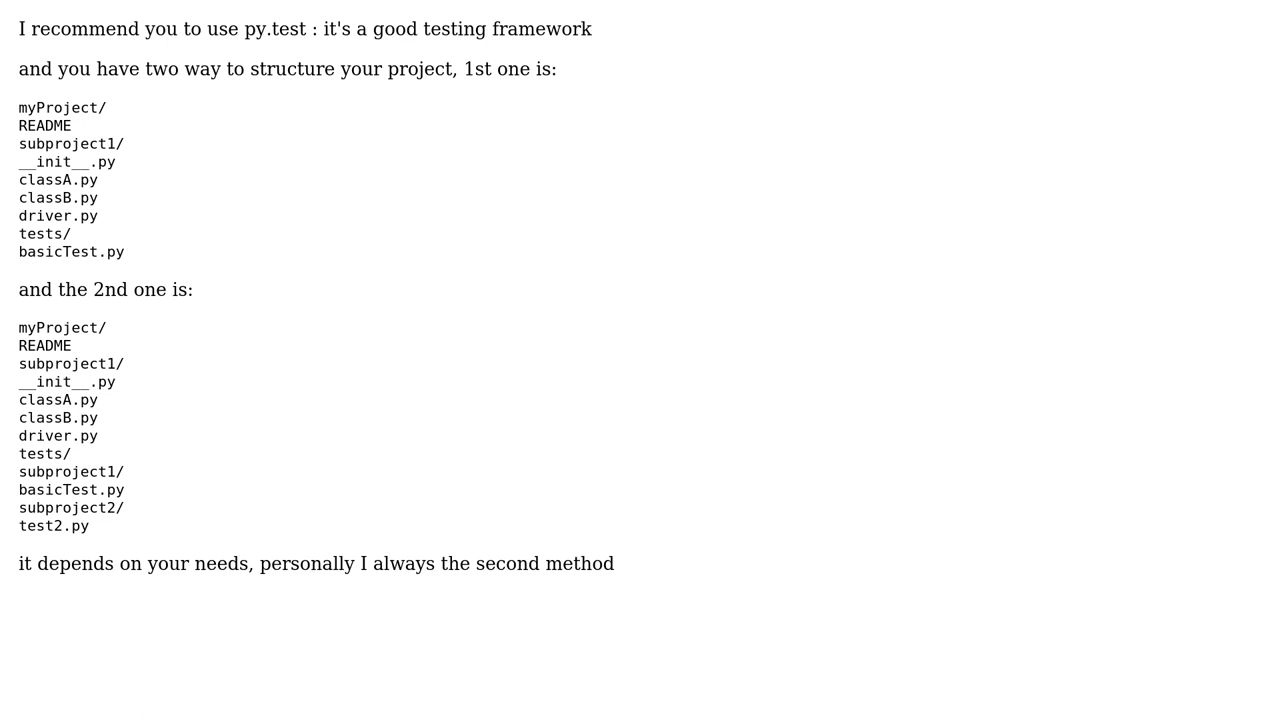 I recommend you to use py.test : it's a good testing framework
and you have two way to structure your project, 1st one is:
myProject/
README
subproject1/
__init__.py
classA.py
classB.py
driver.py
tests/
basicTest.py
and the 2nd one is:
myProject/
README
subproject1/
__init__.py
classA.py
classB.py
driver.py
tests/
subproject1/
basicTest.py
subproject2/
test2.py
it depends on your needs, personally I always the second method